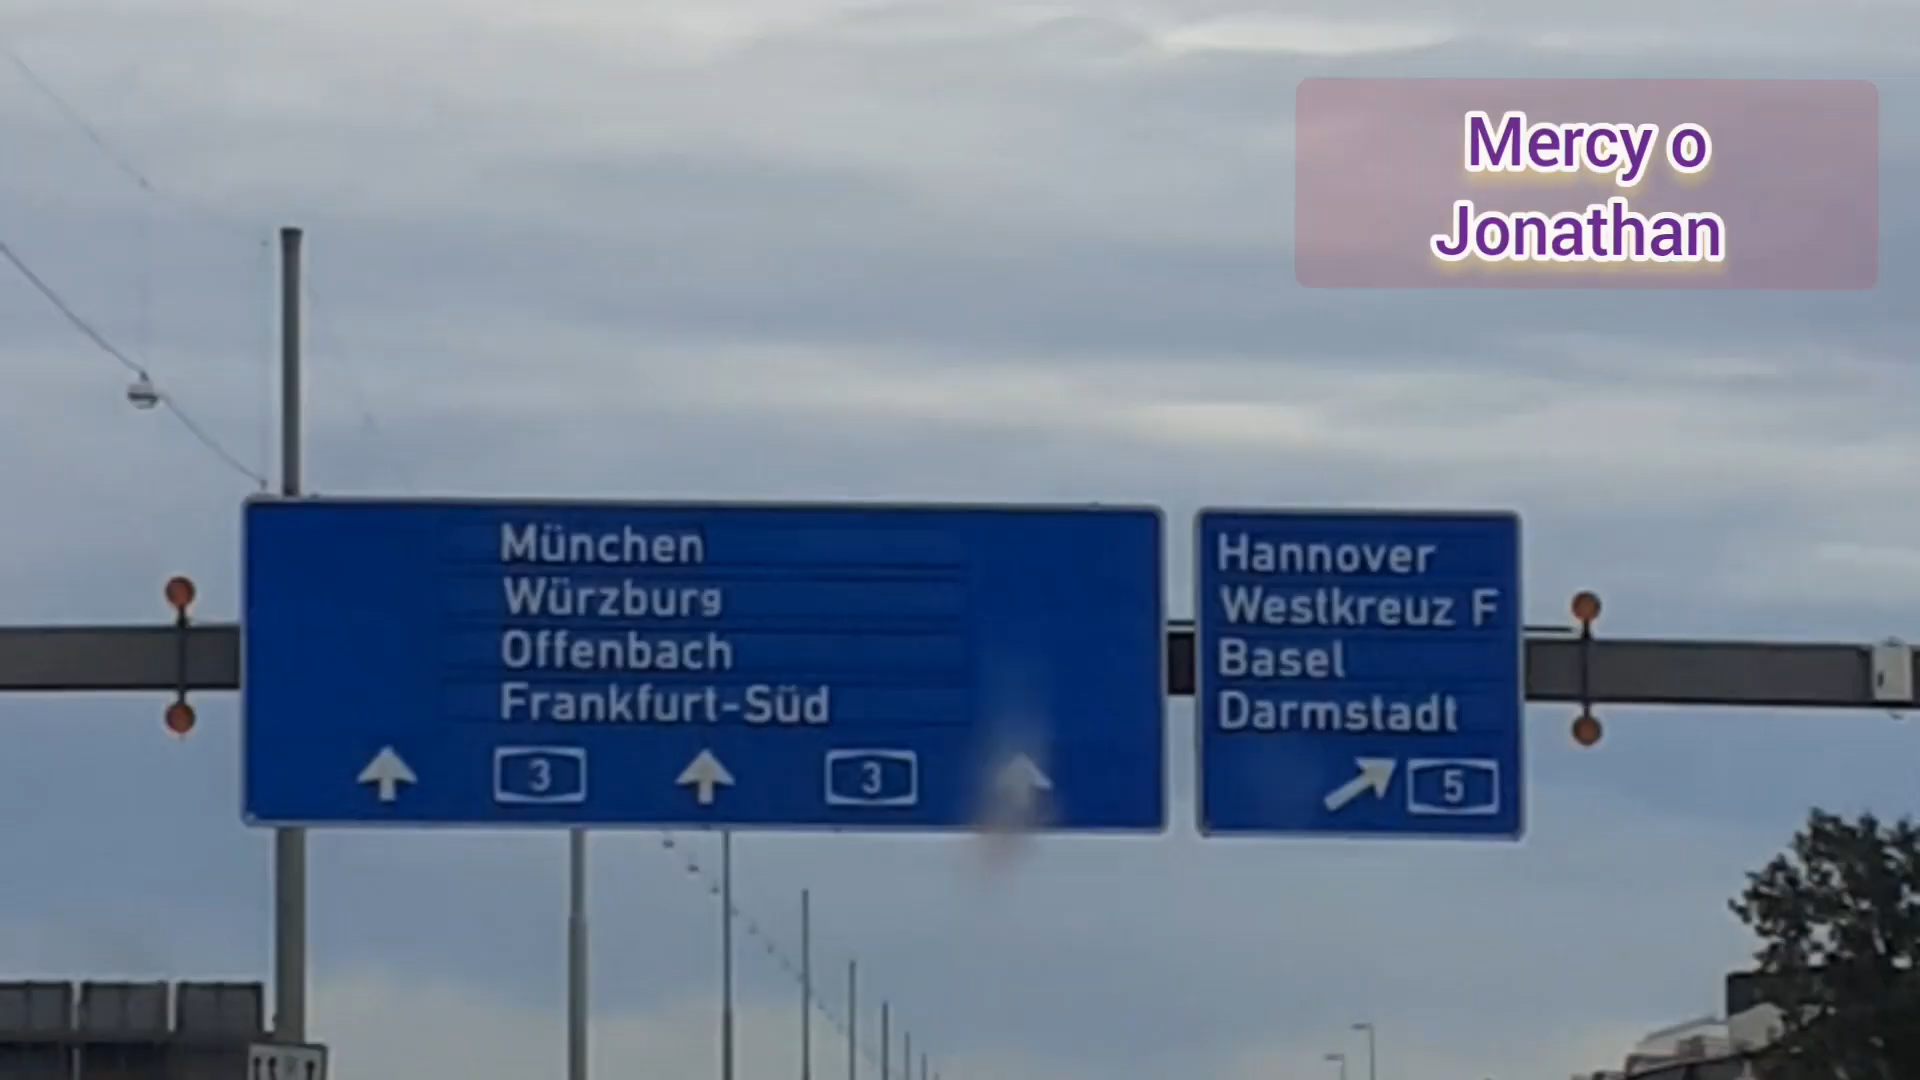 Mercy o
Jonathan
München
Würzburg
Offenbach
Frankfurt-Süd
3
3
Hannover
Westkreuz F
Basel
Darmstadt
5